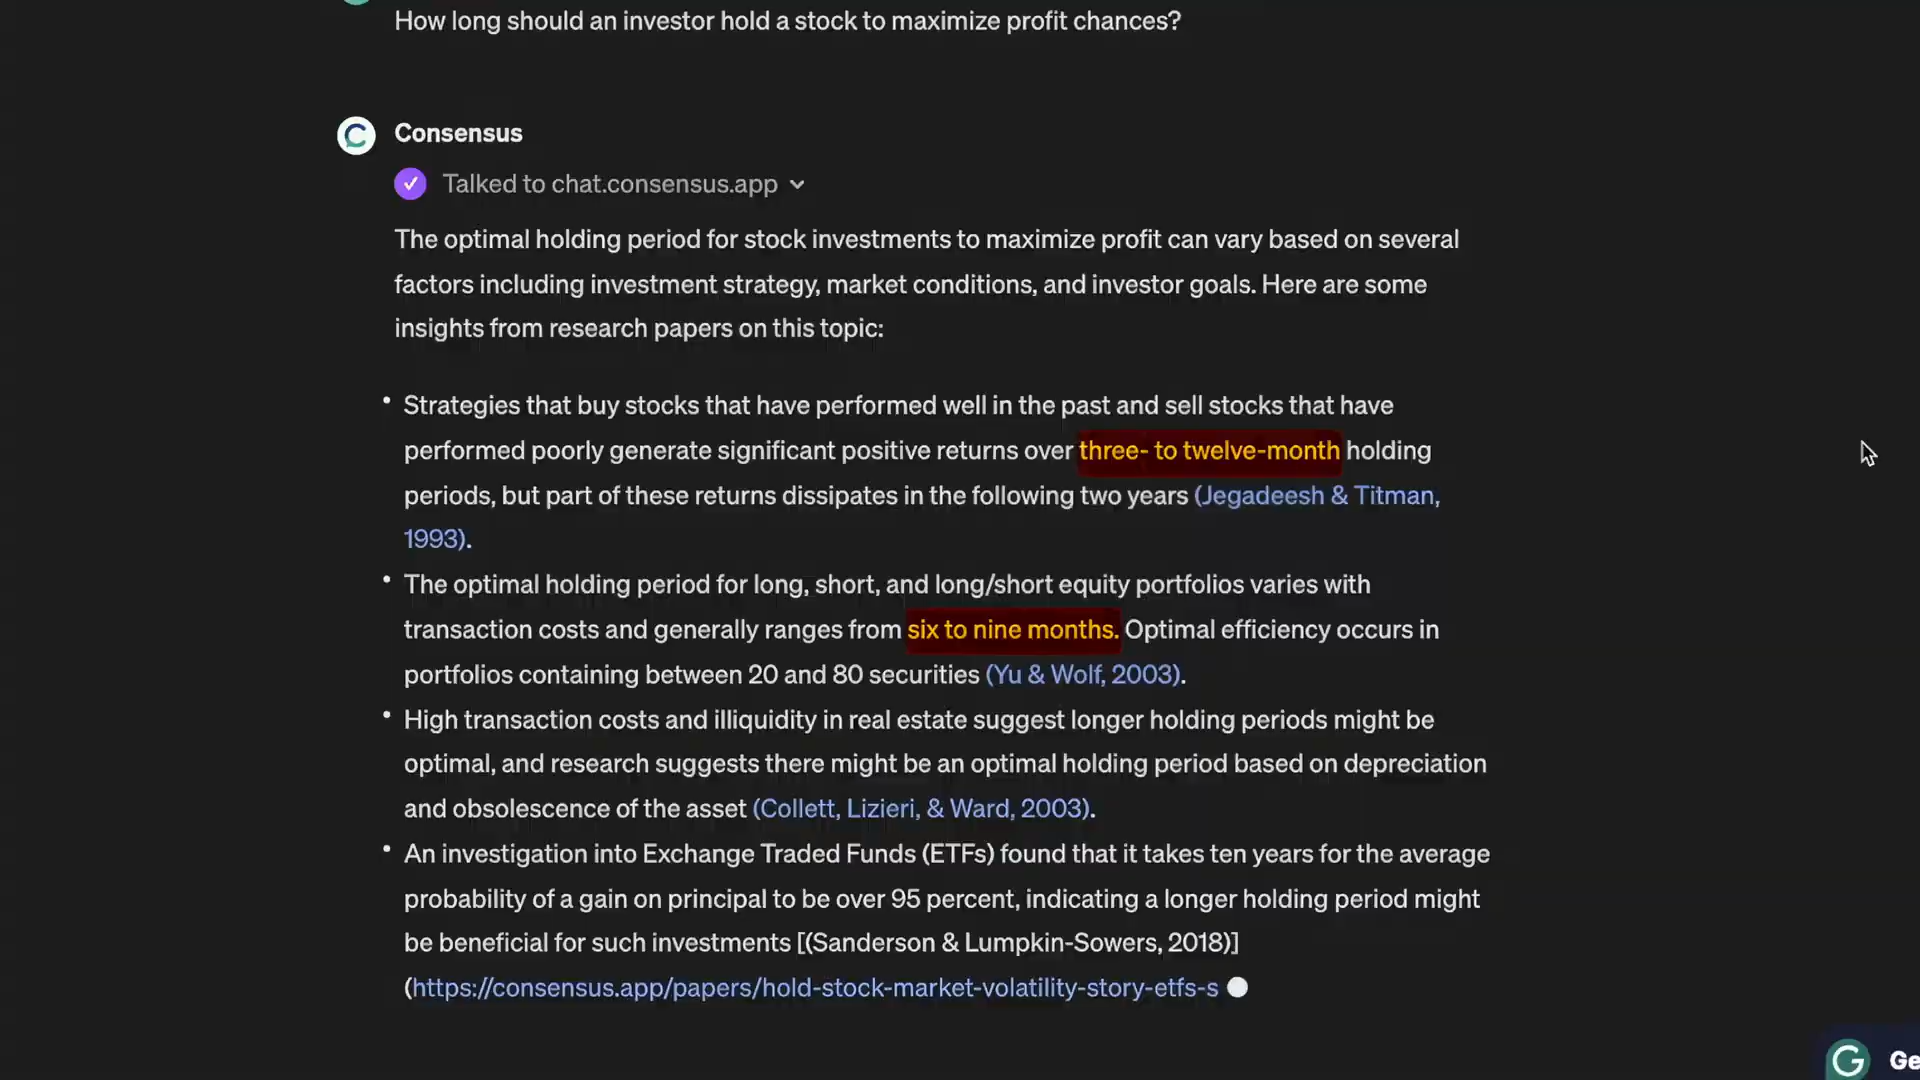 How long should an investor hold a stock to maximize profit chances?
Consensus
Talked to chat.consensus.app
The optimal holding period for stock investments to maximize profit can vary based on several
factors including investment strategy, market conditions, and investor goals. Here are some
insights from research papers on this topic:
• Strategies that buy stocks that have performed well in the past and sell stocks that have
performed poorly generate significant positive returns over three- to twelve-month holding
periods, but part of these returns dissipates in the following two years (Jegadeesh & Titman,
1993).
• The optimal holding period for long, short, and long/short equity portfolios varies with
transaction costs and generally ranges from six to nine months. Optimal efficiency occurs in
portfolios containing between 20 and 80 securities (Yu & Wolf, 2003).
• High transaction costs and illiquidity in real estate suggest longer holding periods might be
optimal, and research suggests there might be an optimal holding period based on depreciation
and obsolescence of the asset (Collett, Lizieri, & Ward, 2003).
• An investigation into Exchange Traded Funds (ETFs) found that it takes ten years for the average
probability of a gain on principal to be over 95 percent, indicating a longer holding period might
be beneficial for such investments [(Sanderson & Lumpkin-Sowers, 2018)]
(https://consensus.app/papers/hold-stock-market-volatility-story-etfs-s
Ge